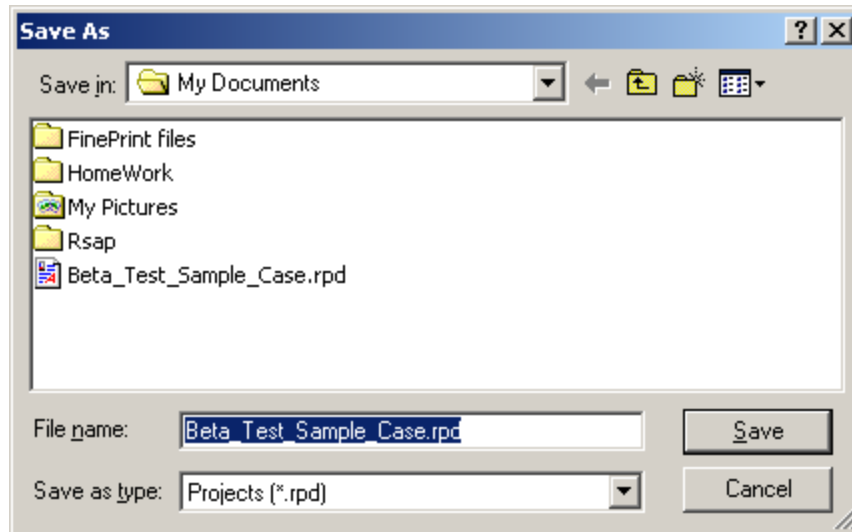 Save As
Save in: My Documents
FinePrint files
HomeWork
My Pictures
Rsap
Beta_Test_Sample_Case.rpd
File name: Beta_Test_Sample_Case.rpd Save
Save as type: Projects (*.rpd) Cancel